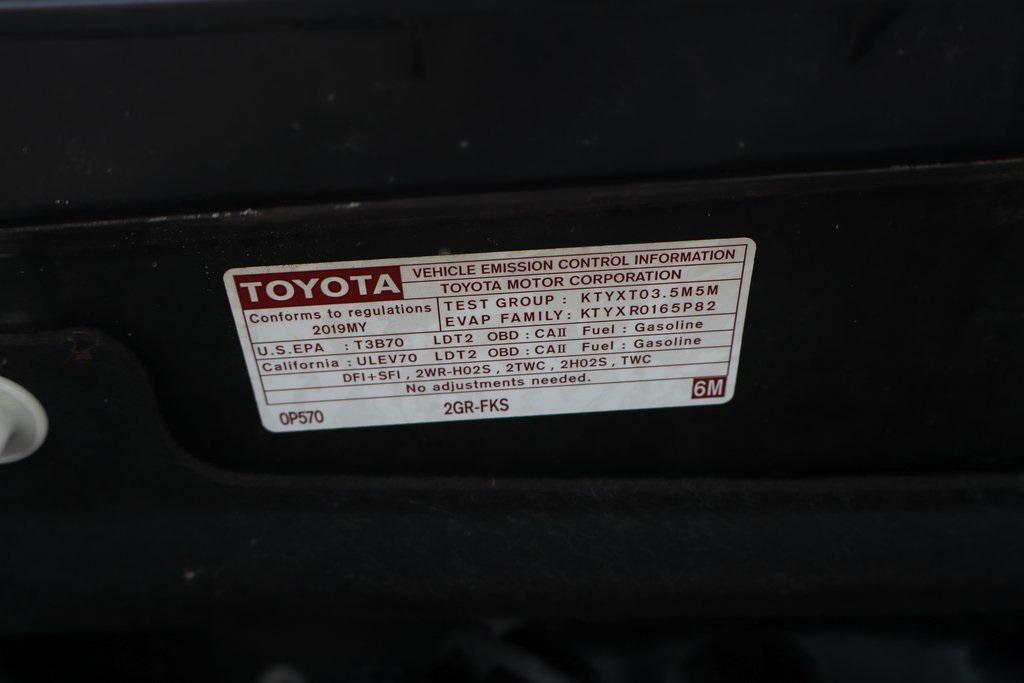 TOYOTA
VEHICLE EMISSION CONTROL INFORMATION
TOYOTA MOTOR CORPORATION
Conforms to regulations
2019MY
TEST GROUP : KTYXT03.5M5M
EVAP FAMILY: KTYXR0165P82
U.S.EPA : T3B70 LDT2 OBD : CAII Fuel : Gasoline
California : ULEV70 LDT2 OBD : CAII Fuel : Gasoline
DFI+SFI , 2WR-HO2S , 2TWC , 2HO2S , TWC
No adjustments needed.
0P570 2GR-FKS 6M